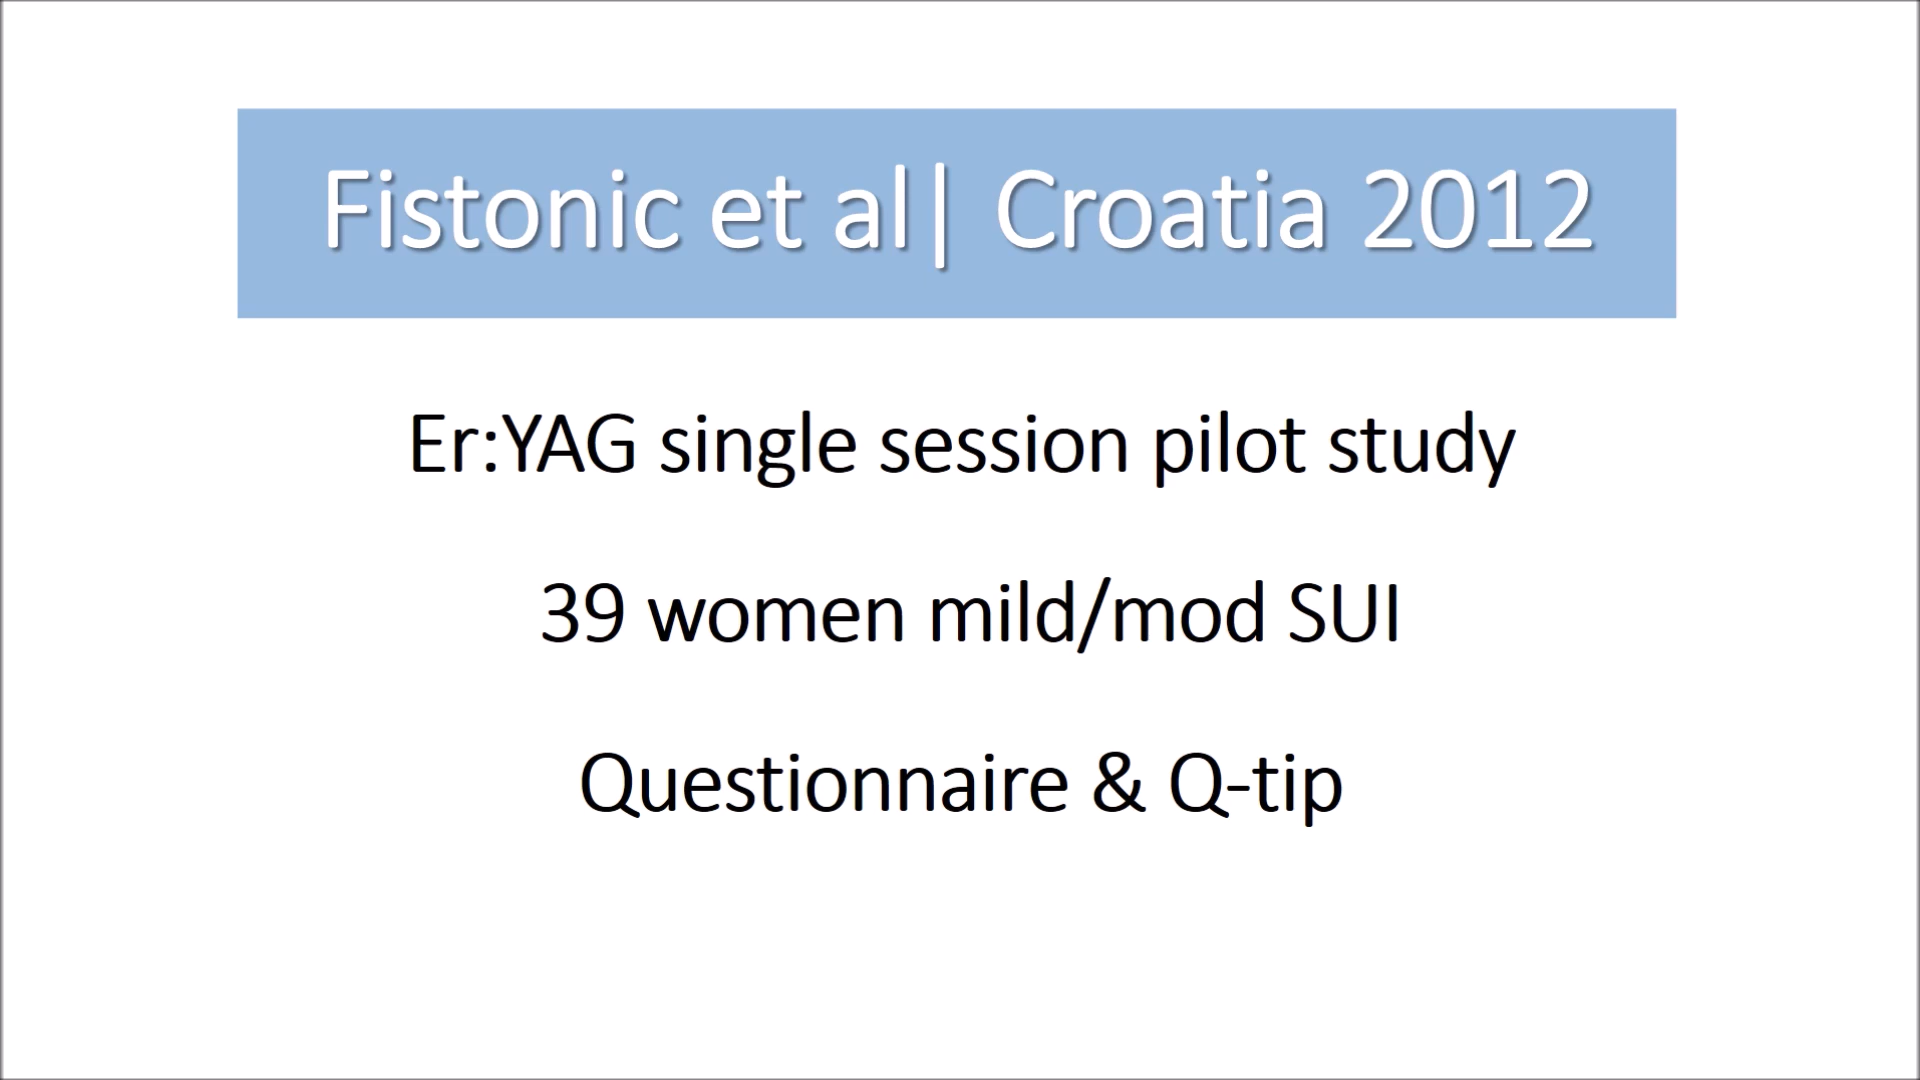 Fistonic et al| Croatia 2012
Er:YAG single session pilot study
39 women mild/mod SUI
Questionnaire & Q-tip